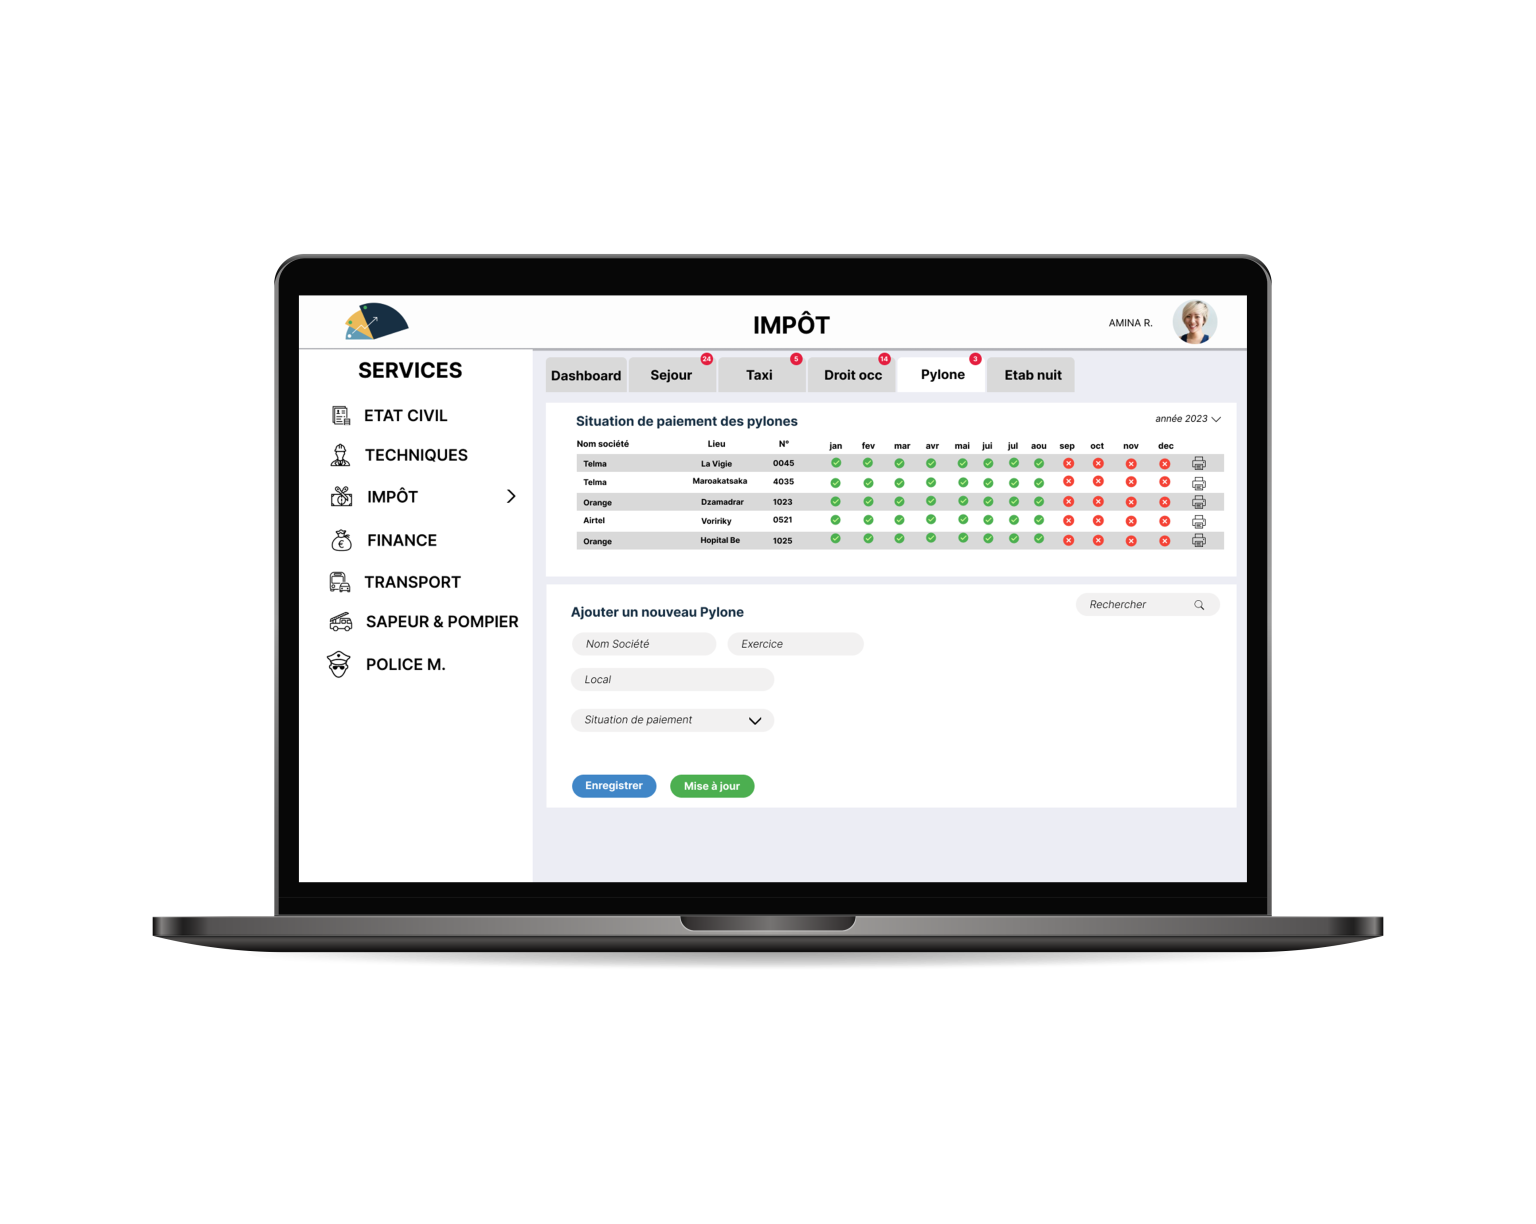 IMPÔT
AMINA R.
SERVICES
ETAT CIVIL
TECHNIQUES
IMPÔT
FINANCE
TRANSPORT
SAPEUR & POMPIER
POLICE M.
Dashboard
Sejour 24
Taxi 5
Droit occ 14
Pylone 3
Etab nuit
Situation de paiement des pylones
année 2023
Nom société Lieu N° jan fev mar avr mai jui jul aou sep oct nov dec
Telma La Vigie 0045
Telma Maroakatsaka 4035
Orange Dzamadrar 1023
Airtel Voririky 0521
Orange Hopital Be 1025
Rechercher
Ajouter un nouveau Pylone
Nom Société Exercice
Local
Situation de paiement
Enregistrer Mise à jour